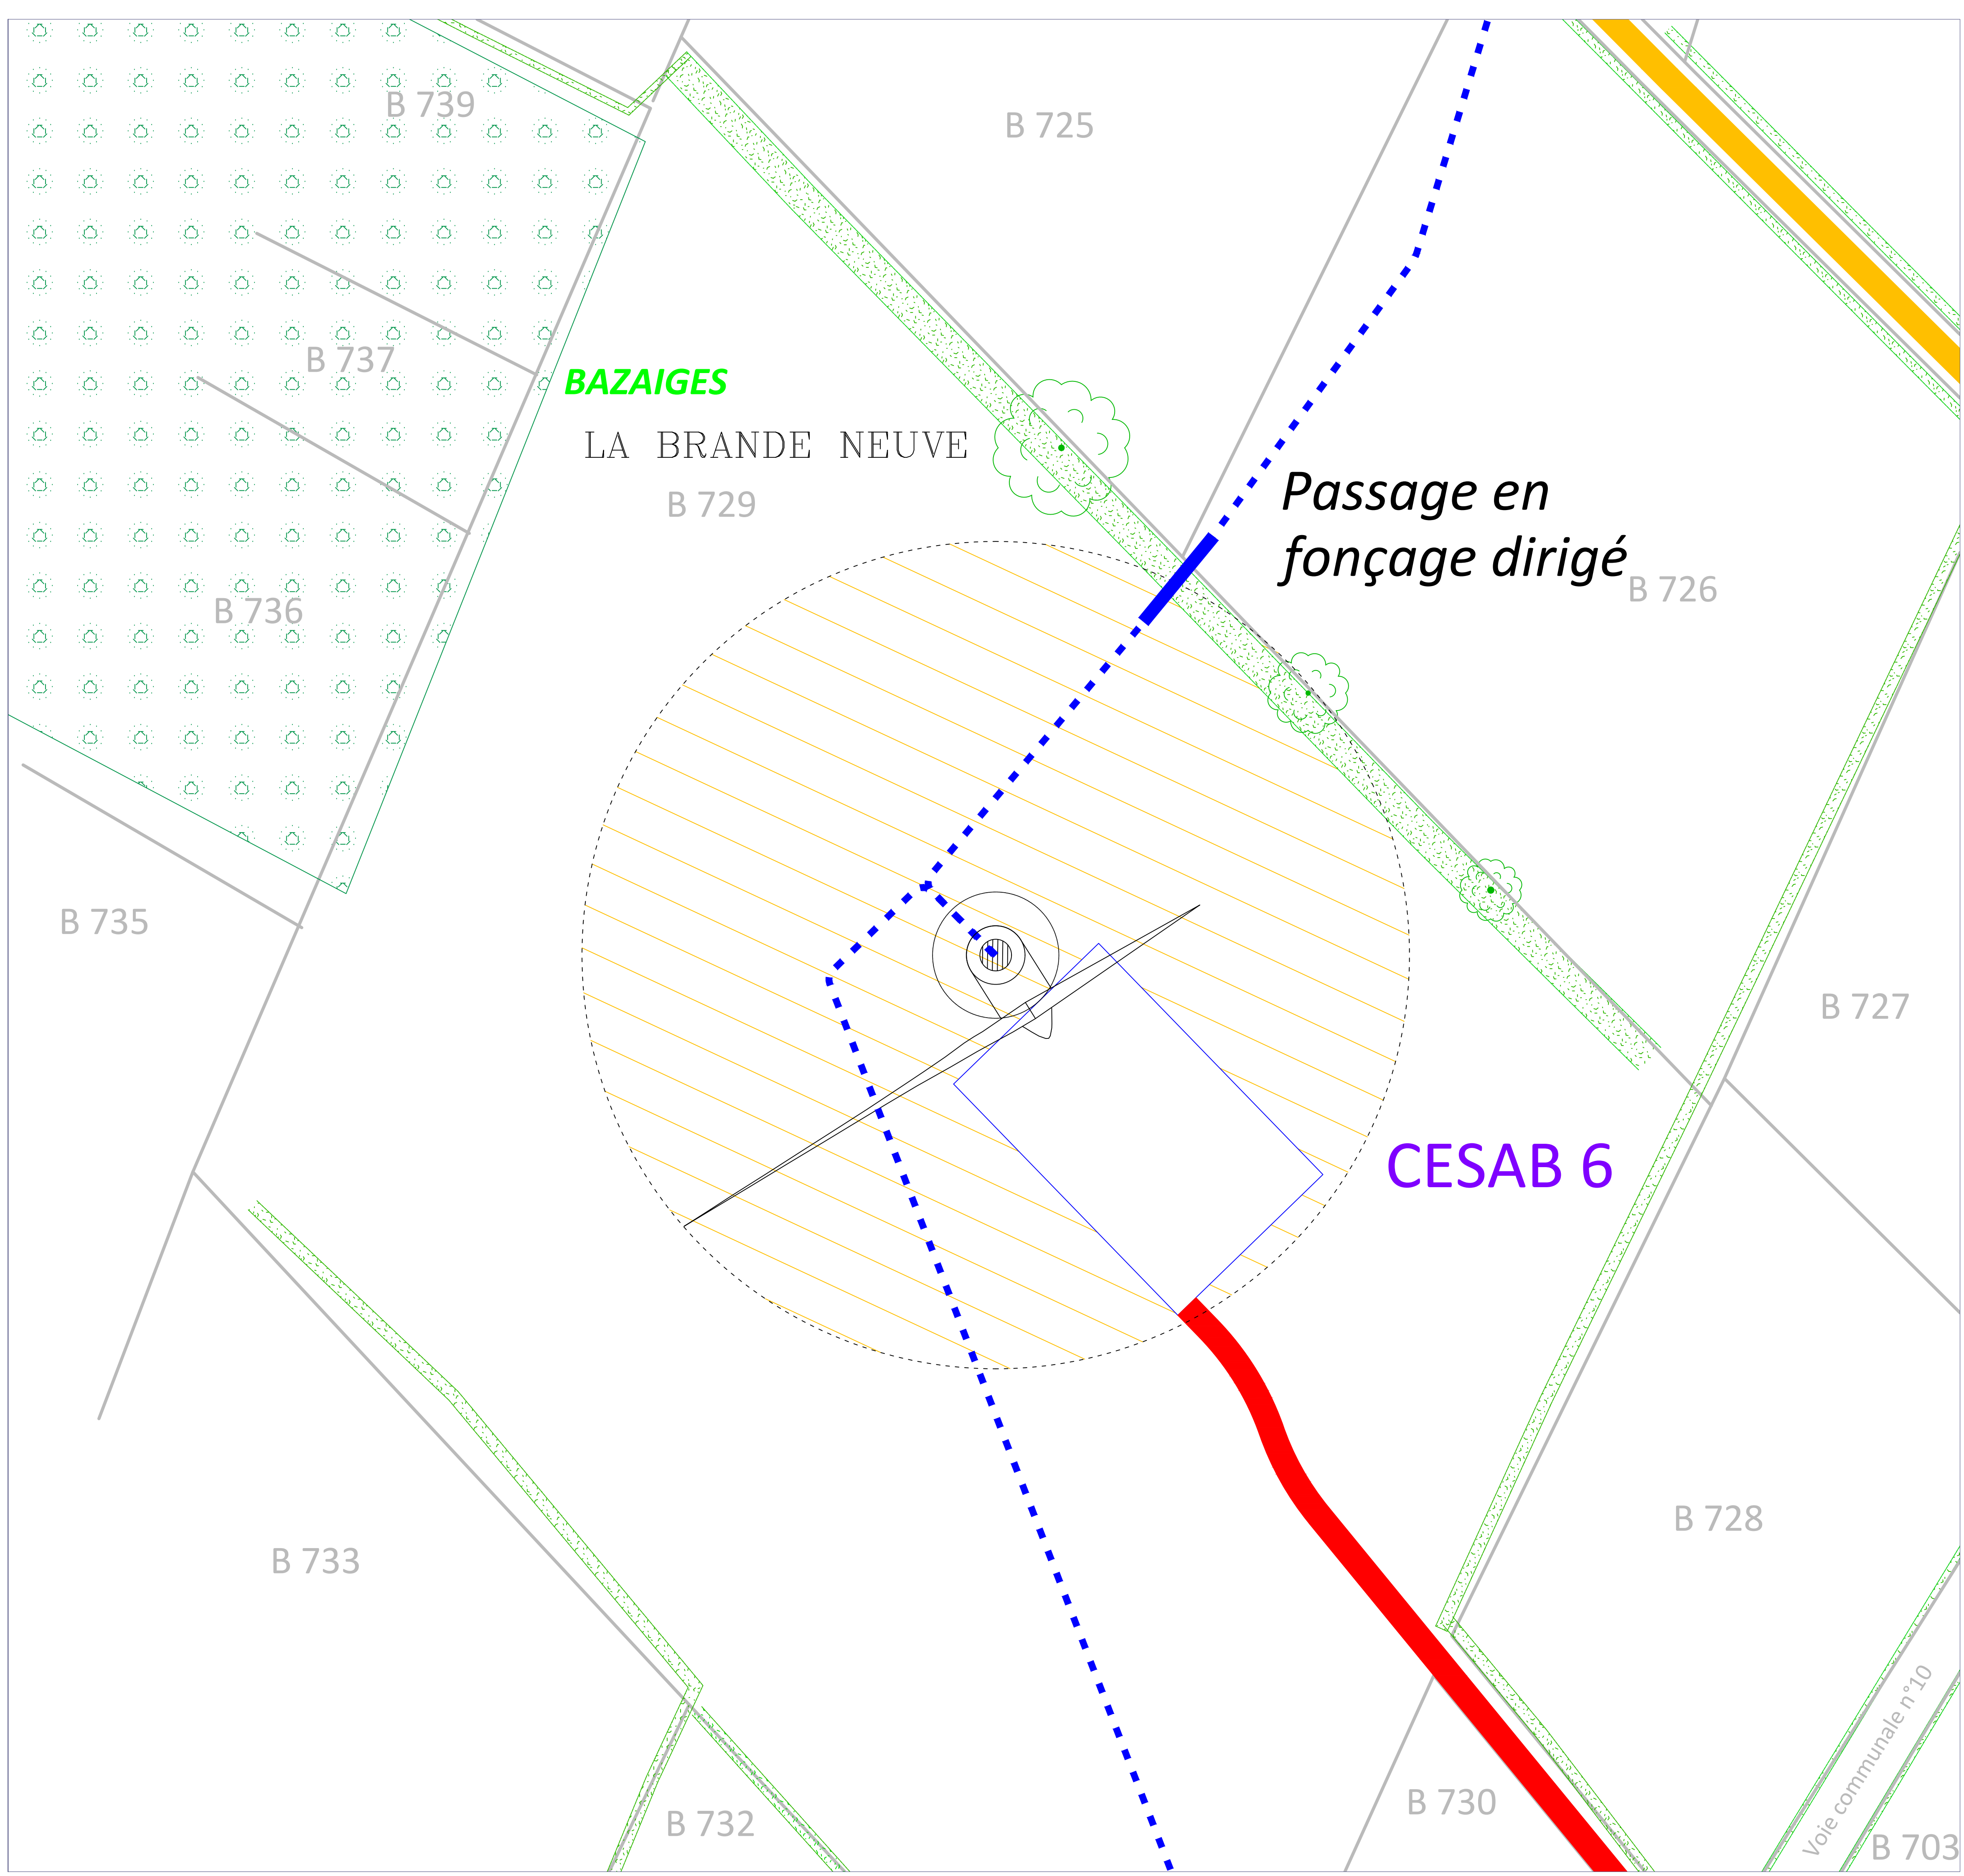 B 739
B 725
B 737
BAZAIGES
LA BRANDE NEUVE
B 729
Passage en
fonçage dirigé
B 726
B 736
B 735
B 727
CESAB 6
B 728
B 733
Voie communale n°10
B 730
B 732
B 703